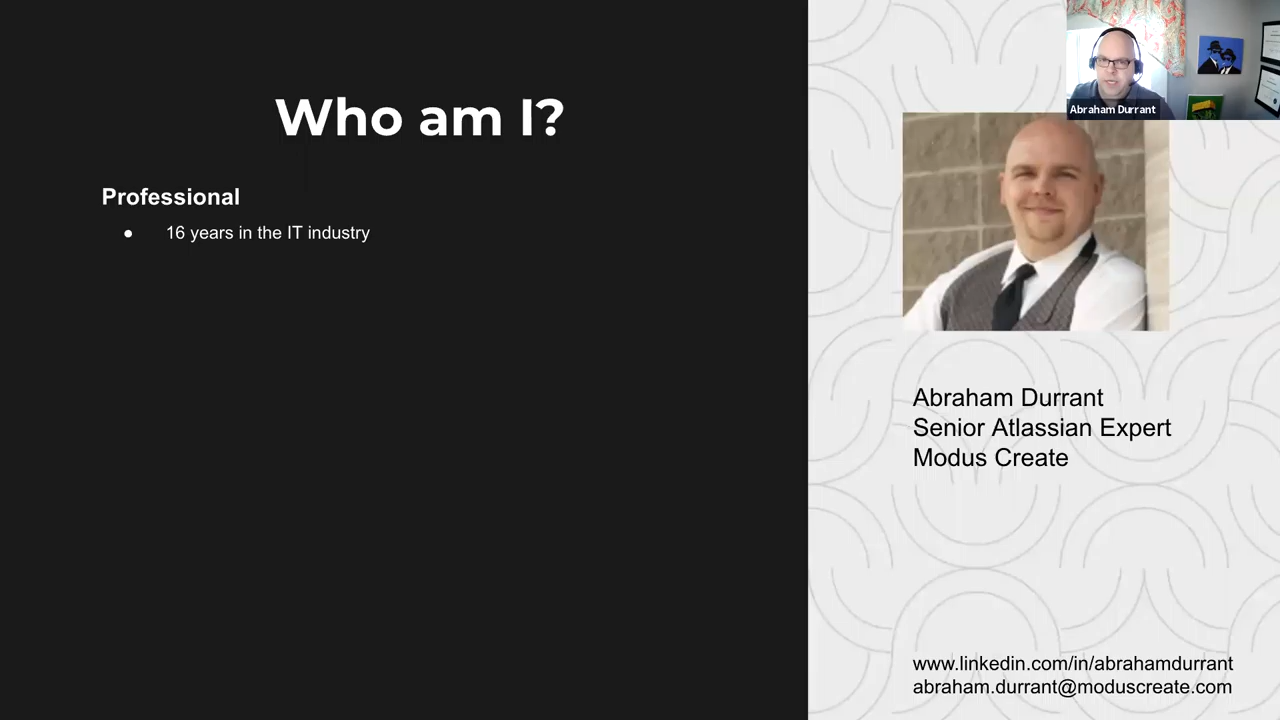 Who am I?
Professional
● 16 years in the IT industry
Abraham Durrant
Abraham Durrant
Senior Atlassian Expert
Modus Create
www.linkedin.com/in/abrahamdurrant
abraham.durrant@moduscreate.com